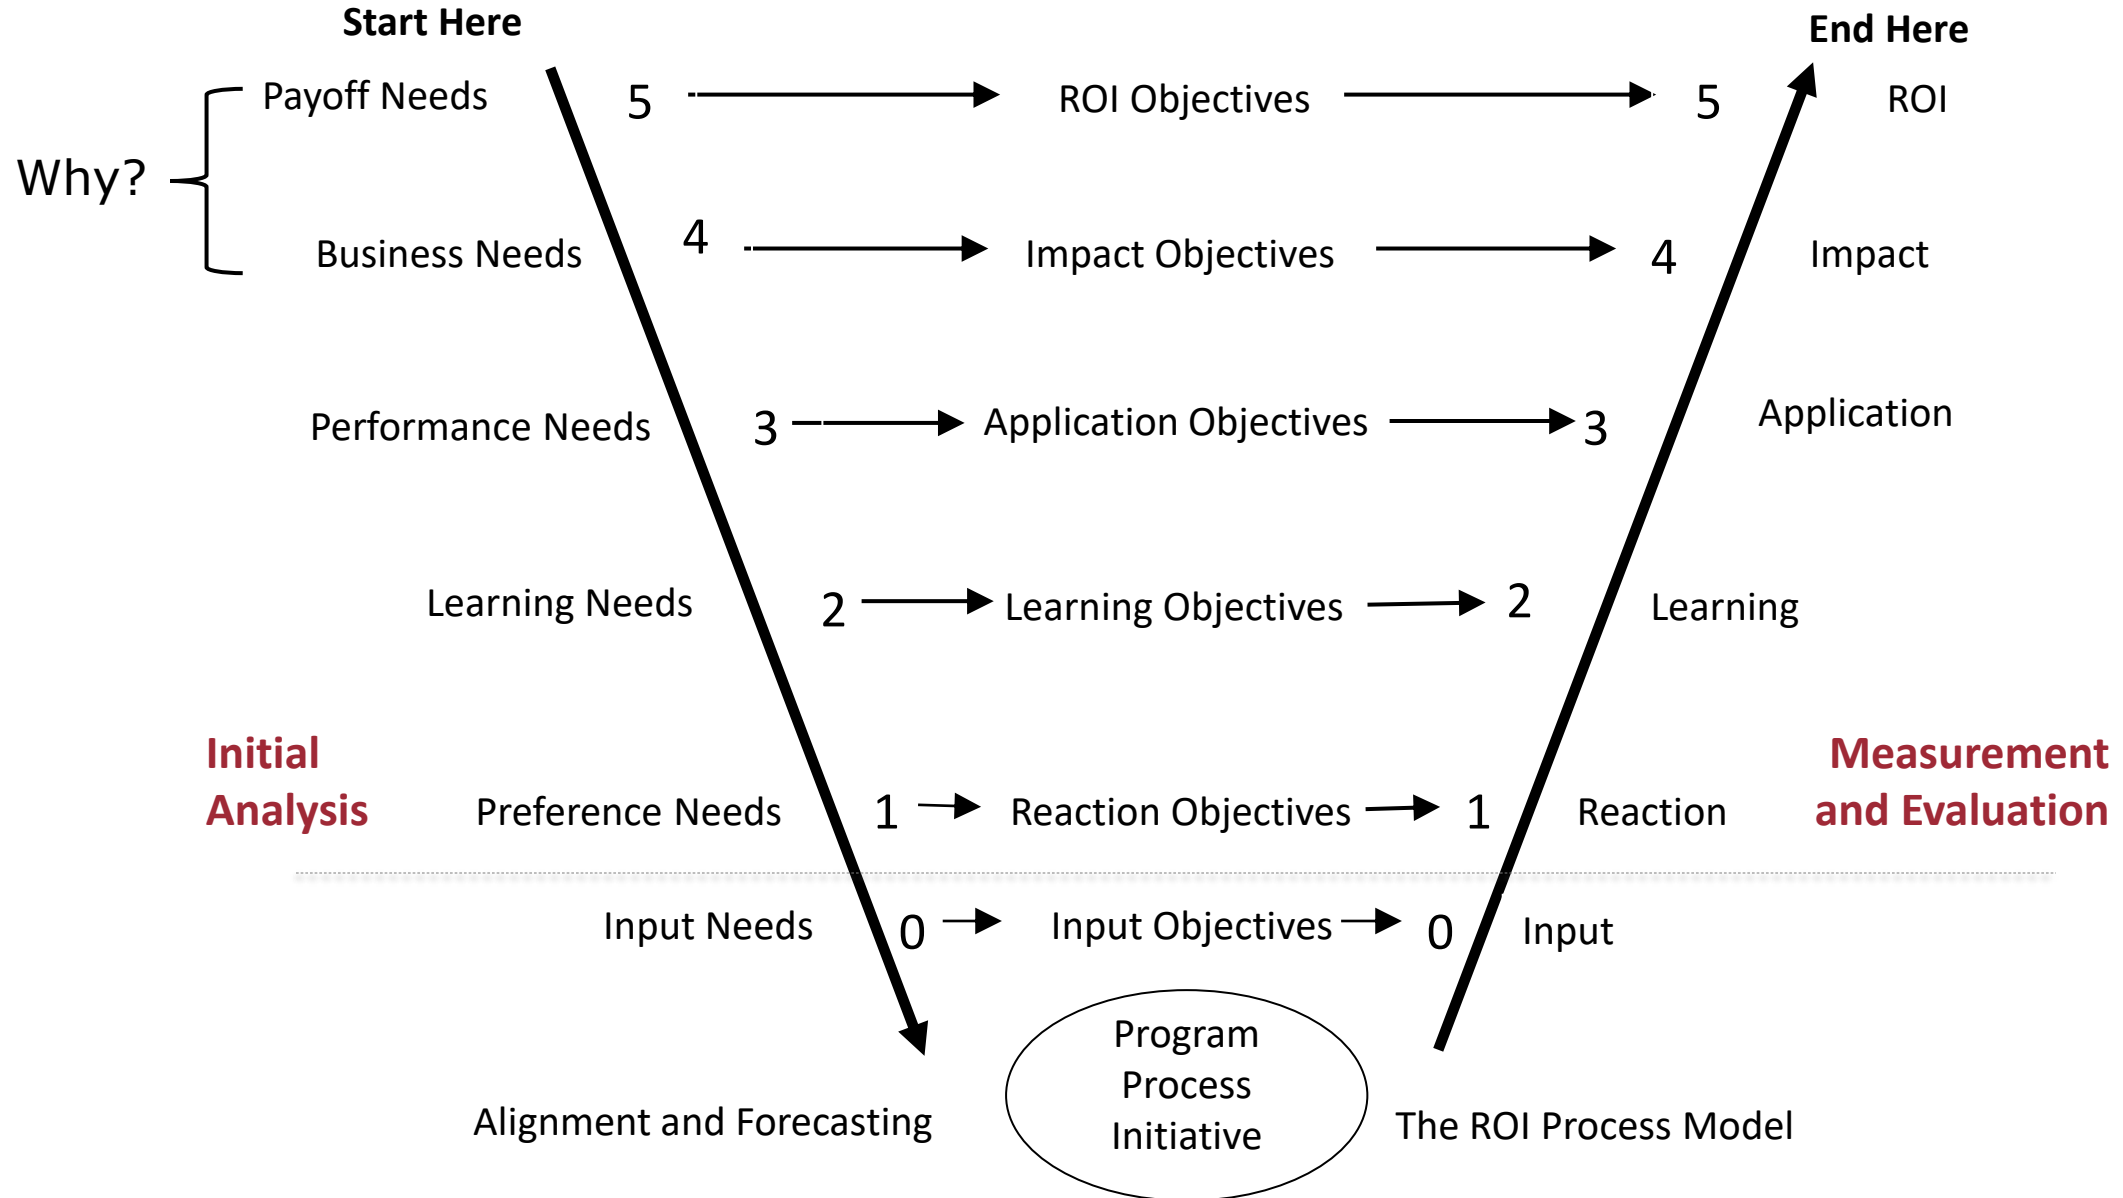 Start Here
End Here
Payoff Needs 5 ROI Objectives 5 ROI
Why?
Business Needs 4 Impact Objectives 4 Impact
Performance Needs 3 Application Objectives 3 Application
Learning Needs 2 Learning Objectives 2 Learning
Initial
Analysis
Measurement
and Evaluation
Preference Needs 1 Reaction Objectives 1 Reaction
Input Needs 0 Input Objectives 0 Input
Program
Process
Initiative
Alignment and Forecasting
The ROI Process Model